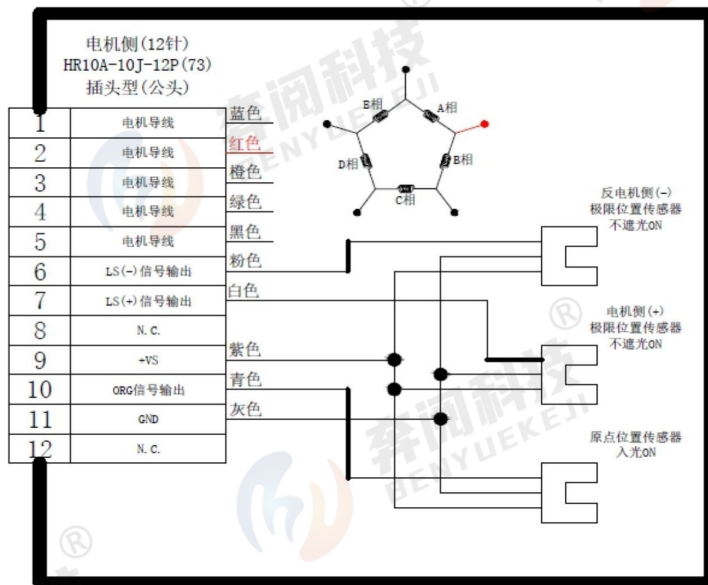 电机侧(12针)
HR10A-10J-12P(73)
插头型(公头)
1 电机导线 蓝色
2 电机导线 红色
3 电机导线 橙色
4 电机导线 绿色
5 电机导线 黑色
6 LS(-)信号输出 粉色
7 LS(+)信号输出 白色
8 N.C.
9 +VS 紫色
10 ORG信号输出 青色
11 GND 灰色
12 N.C.
E相
A相
D相
B相
C相
反电机侧(-)
极限位置传感器
不遮光ON
电机侧(+)
极限位置传感器
不遮光ON
原点位置传感器
入光ON
奔阅科技
BENYUEKEJI
®
奔阅科技
BENYUEKEJI
®
®